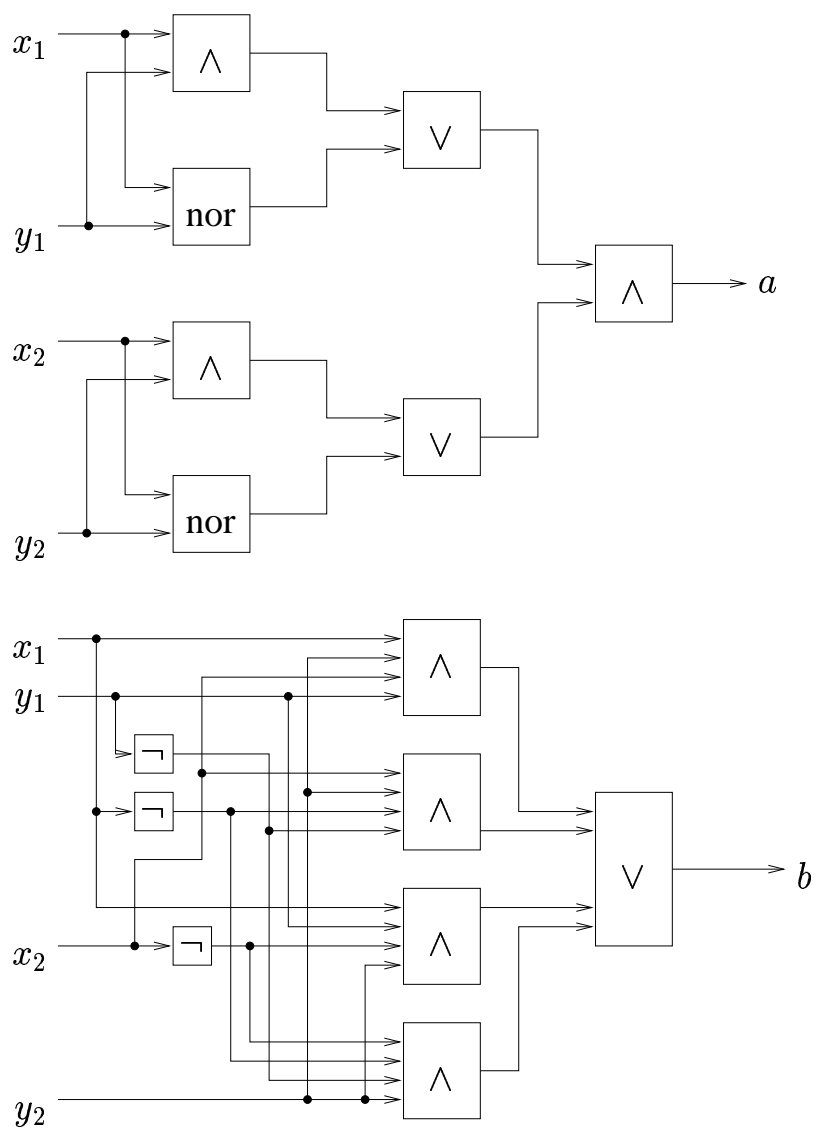 x₁
∧
∨
nor
y₁
∧
a
x₂
∧
∨
nor
y₂
x₁
∧
y₁
¬
¬
∧
∨
b
x₂
¬
∧
∧
y₂